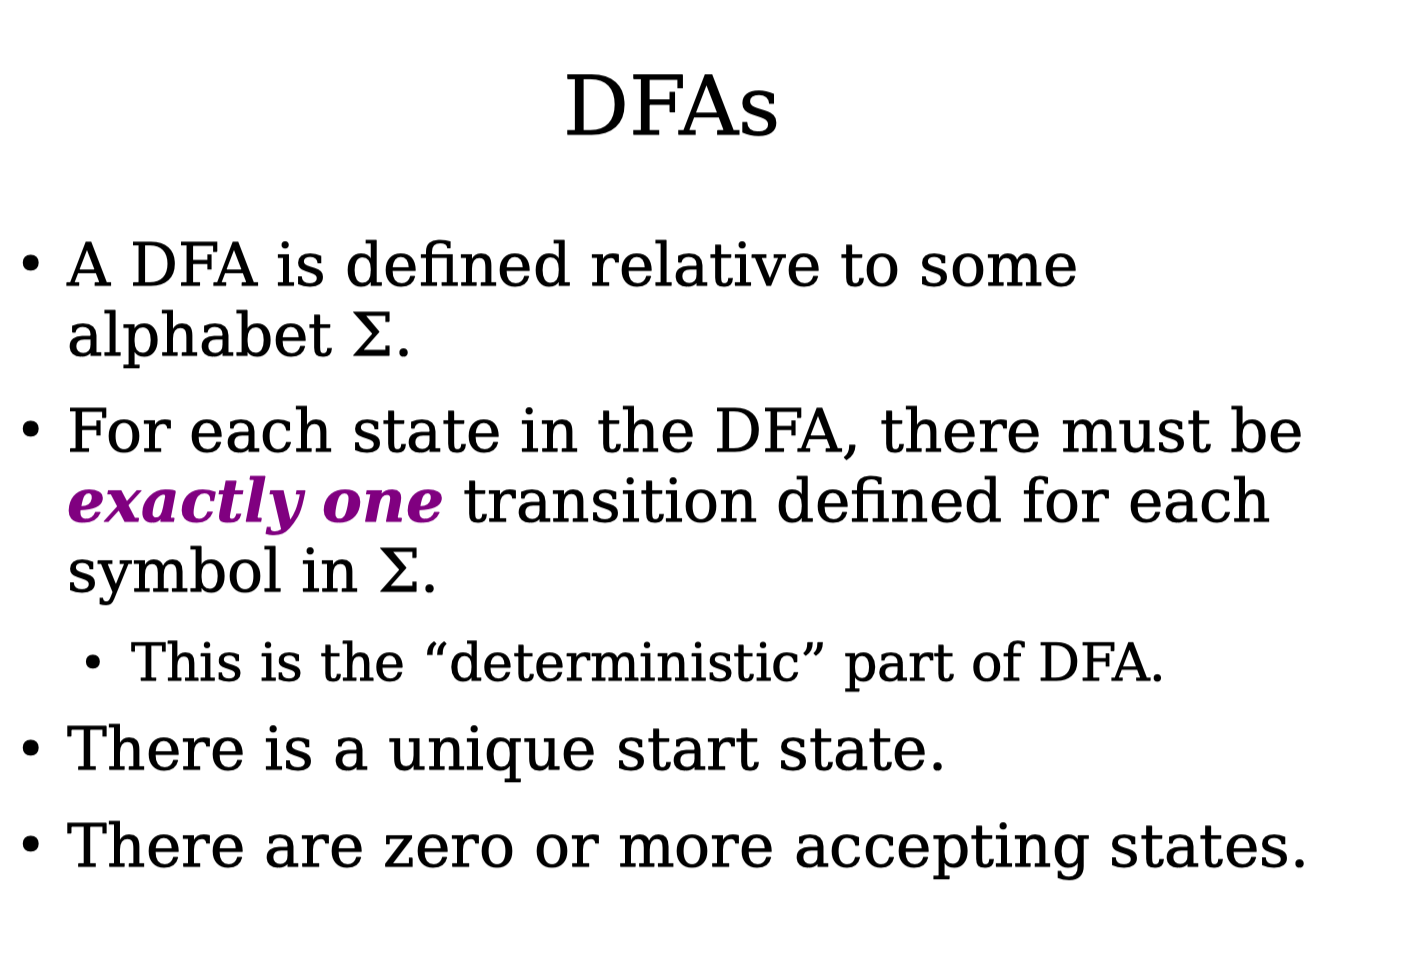 DFAs
• A DFA is defined relative to some
alphabet Σ.
• For each state in the DFA, there must be
exactly one transition defined for each
symbol in Σ.
• This is the “deterministic” part of DFA.
• There is a unique start state.
• There are zero or more accepting states.